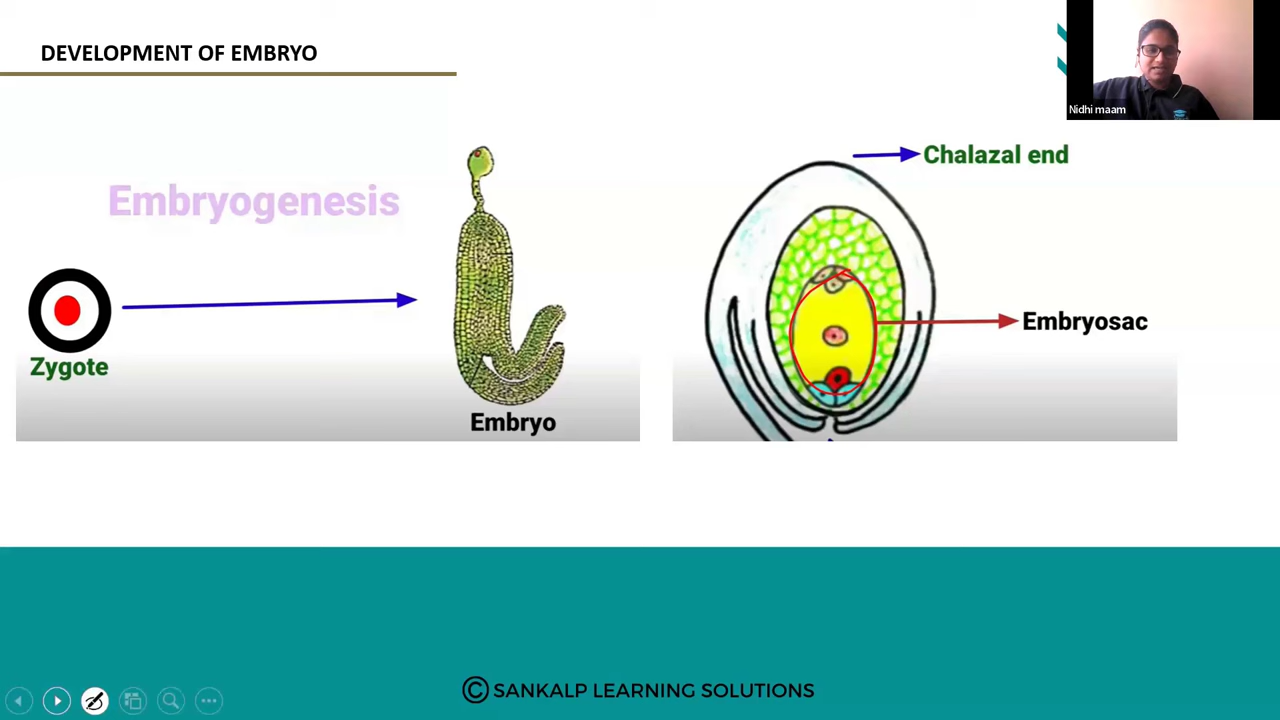 DEVELOPMENT OF EMBRYO
Nidhi maam
Chalazal end
Embryogenesis
Embryosac
Zygote
Embryo
© SANKALP LEARNING SOLUTIONS